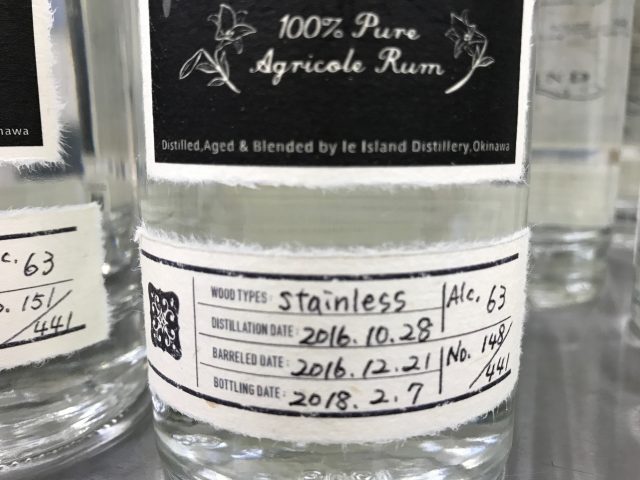 100% Pure
Agricole Rum
Distilled,Aged & Blended by Ie Island Distillery,Okinawa
WOOD TYPES : stainless
Alc. 63
DISTILLATION DATE : 2016.10.28
BARRELED DATE : 2016.12.21
No. 148/441
BOTTLING DATE : 2018.2.7
nawa
c. 63
o. 151/441